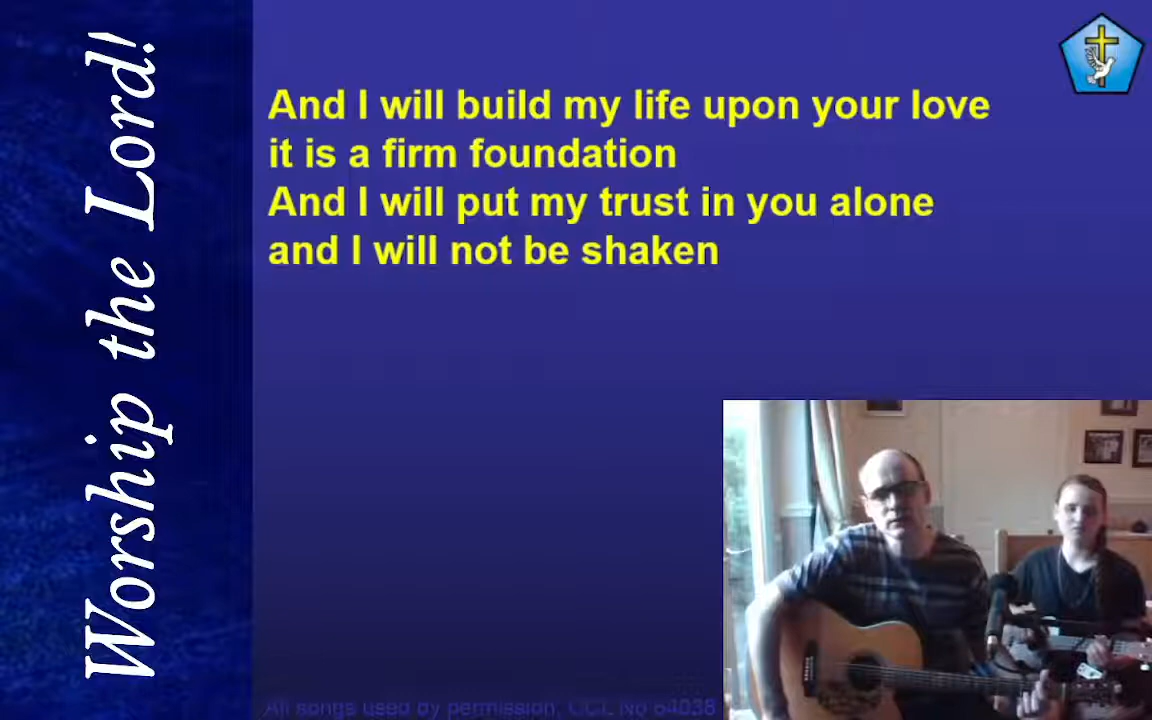 Worship the Lord!
And I will build my life upon your love
it is a firm foundation
And I will put my trust in you alone
and I will not be shaken
All songs used by permission, CCL No 84038